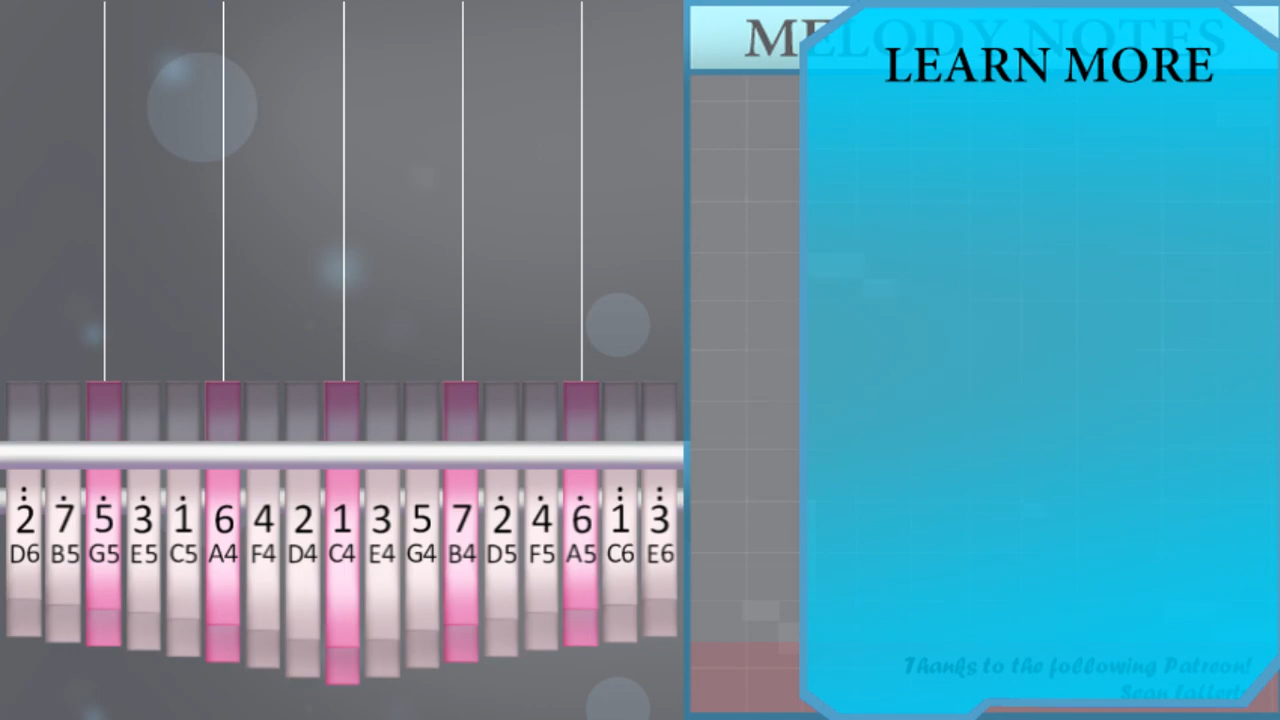 MELODY NOTES
LEARN MORE
2 7 5 3 1 6 4 2 1 3 5 7 2 4 6 1 3
D6 B5 G5 E5 C5 A4 F4 D4 C4 E4 G4 B4 D5 F5 A5 C6 E6
Thanks to the following Patreon!
Sean